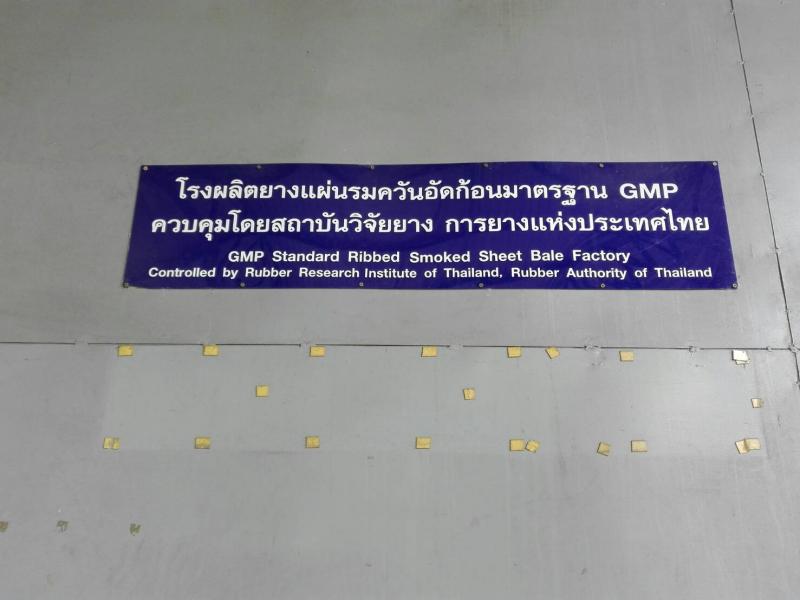 โรงผลิตยางแผ่นรมควันอัดก้อนมาตรฐาน GMP
ควบคุมโดยสถาบันวิจัยยาง การยางแห่งประเทศไทย
GMP Standard Ribbed Smoked Sheet Bale Factory
Controlled by Rubber Research Institute of Thailand, Rubber Authority of Thailand